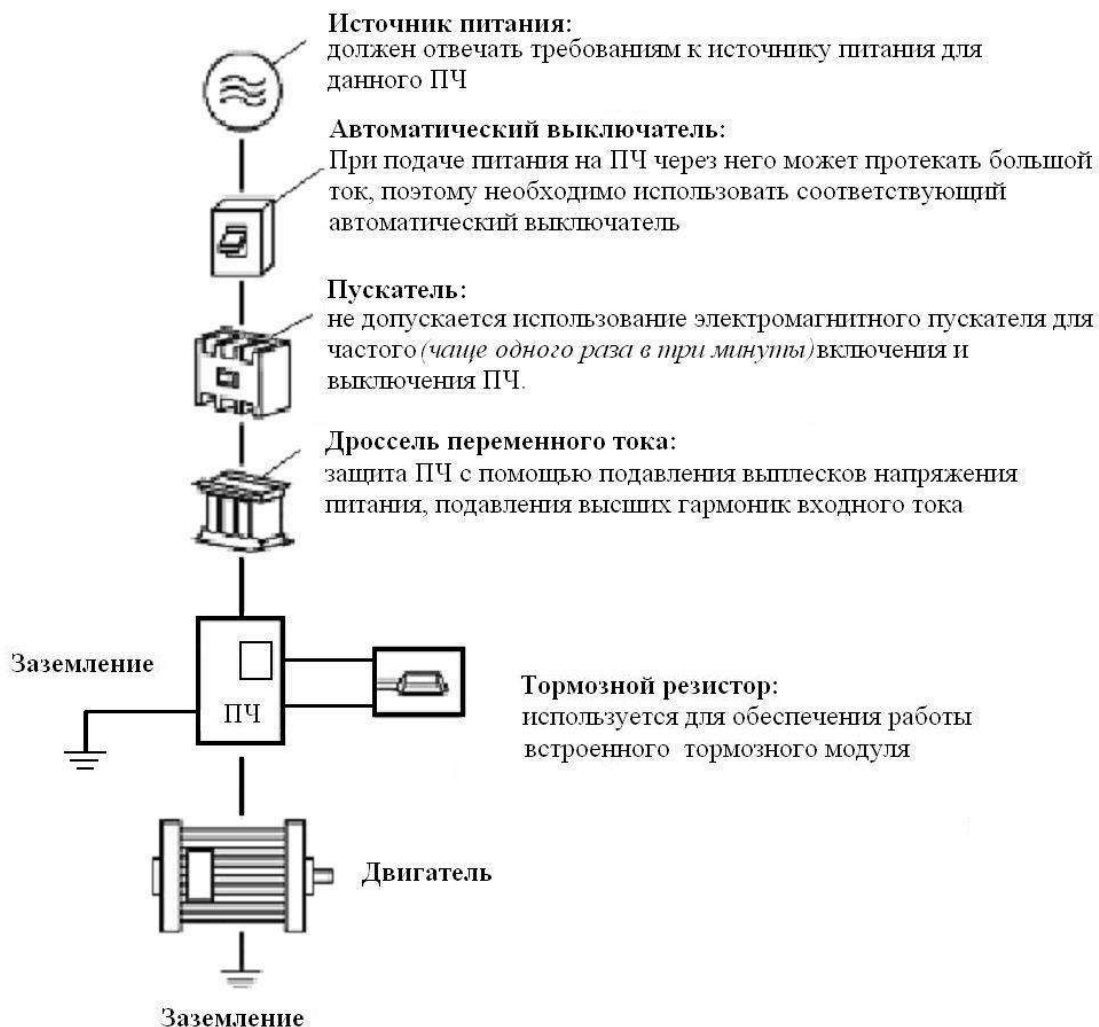 Источник питания:
должен отвечать требованиям к источнику питания для
данного ПЧ
Автоматический выключатель:
При подаче питания на ПЧ через него может протекать большой
ток, поэтому необходимо использовать соответствующий
автоматический выключатель
Пускатель:
не допускается использование электромагнитного пускателя для
частого (чаще одного раза в три минуты) включения и
выключения ПЧ.
Дроссель переменного тока:
защита ПЧ с помощью подавления выплесков напряжения
питания, подавления высших гармоник входного тока
Заземление
ПЧ
Тормозной резистор:
используется для обеспечения работы
встроенного тормозного модуля
Двигатель
Заземление